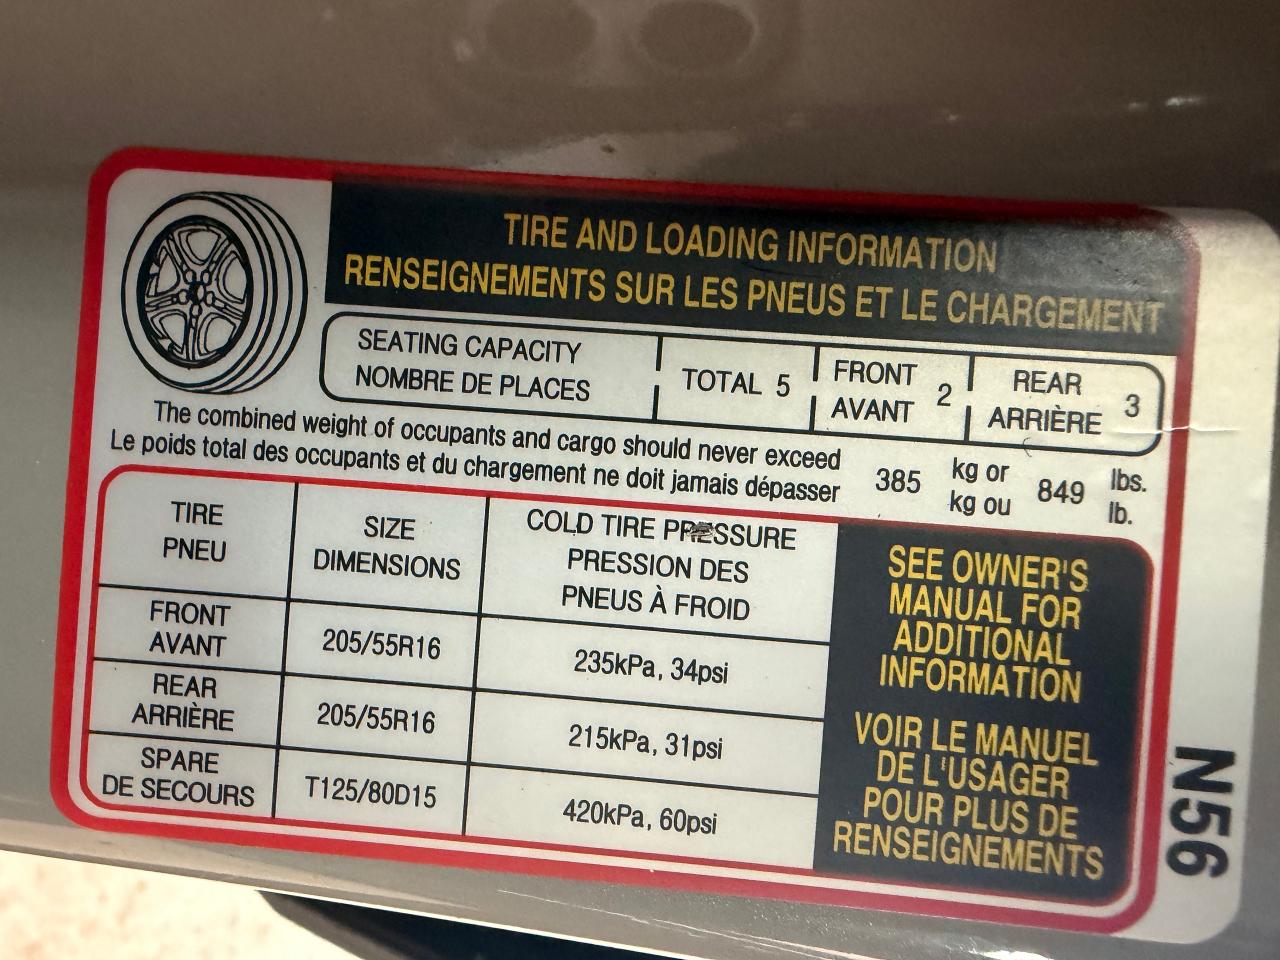 TIRE AND LOADING INFORMATION
RENSEIGNEMENTS SUR LES PNEUS ET LE CHARGEMENT
SEATING CAPACITY
NOMBRE DE PLACES
TOTAL 5
FRONT
AVANT
2
REAR
ARRIÈRE
3
The combined weight of occupants and cargo should never exceed
Le poids total des occupants et du chargement ne doit jamais dépasser
385
kg or
kg ou
849
lbs.
lb.
TIRE
PNEU
SIZE
DIMENSIONS
COLD TIRE PRESSURE
PRESSION DES
PNEUS À FROID
FRONT
AVANT
205/55R16
235kPa, 34psi
REAR
ARRIÈRE
205/55R16
215kPa, 31psi
SPARE
DE SECOURS
T125/80D15
420kPa, 60psi
SEE OWNER'S
MANUAL FOR
ADDITIONAL
INFORMATION
VOIR LE MANUEL
DE L'USAGER
POUR PLUS DE
RENSEIGNEMENTS
N56